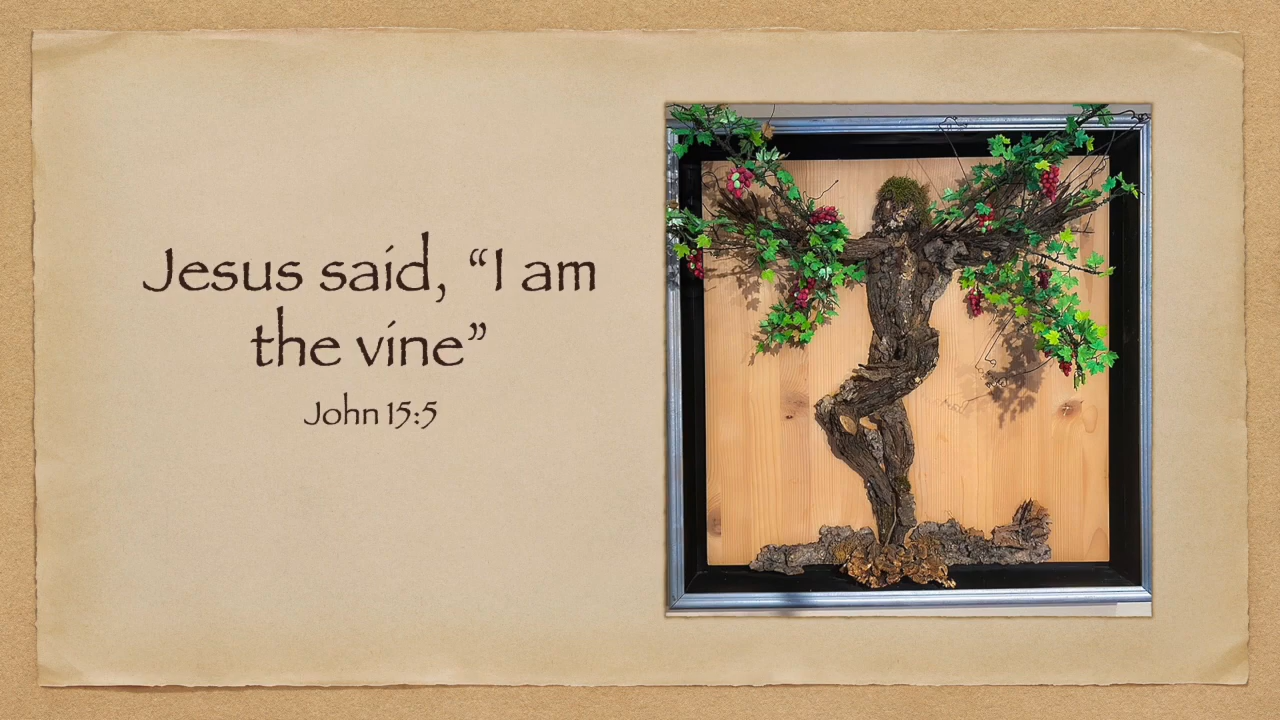 Jesus said, “I am
the vine”
John 15:5